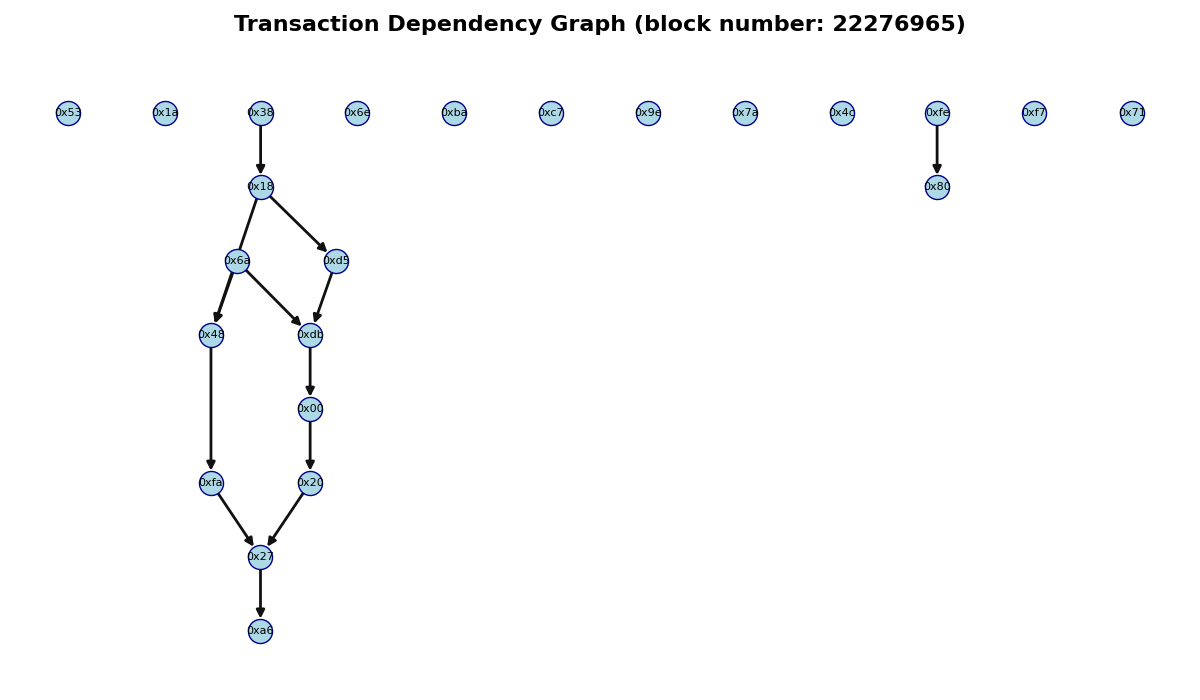 Transaction Dependency Graph (block number: 22276965)
0x53 0x1a 0x38 0x6e 0xba 0xc7 0x9e 0x7a 0x4c 0xfe 0xf7 0x71
0x18 0x80
0x6a 0xd5
0x48 0xdb
0x00
0xfa 0x20
0x27
0xa6